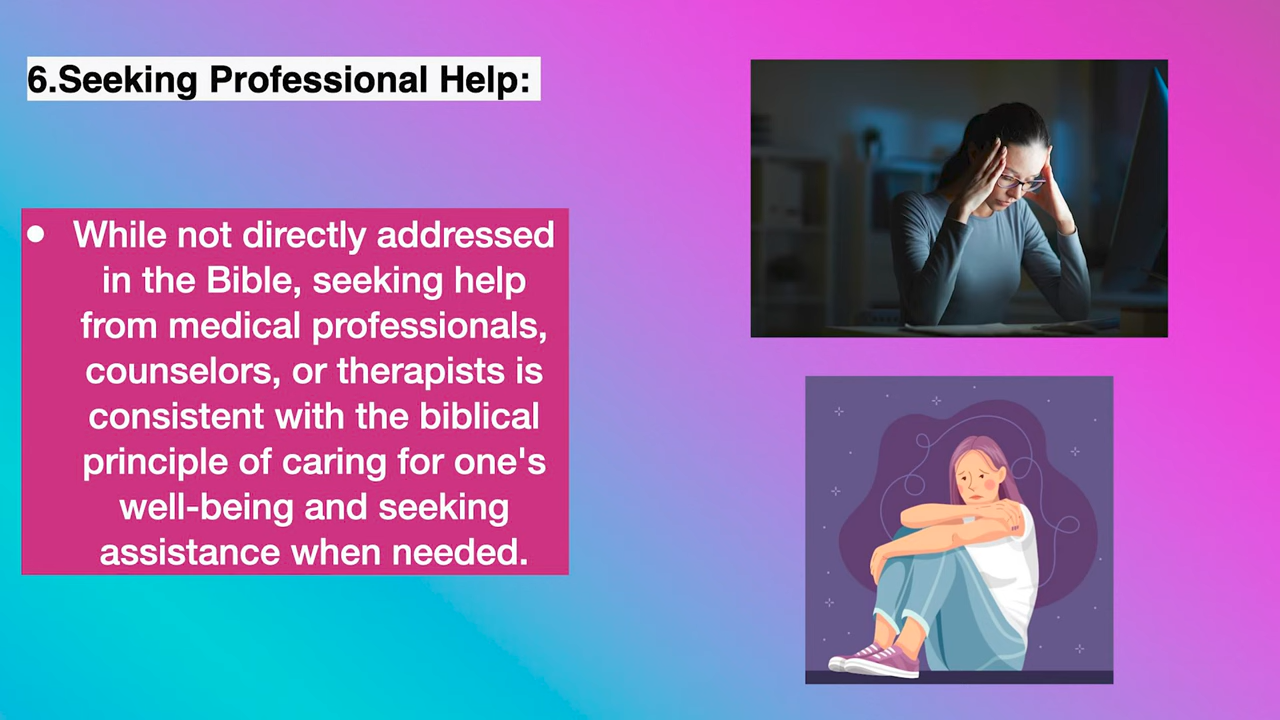 6.Seeking Professional Help:
● While not directly addressed
in the Bible, seeking help
from medical professionals,
counselors, or therapists is
consistent with the biblical
principle of caring for one's
well-being and seeking
assistance when needed.